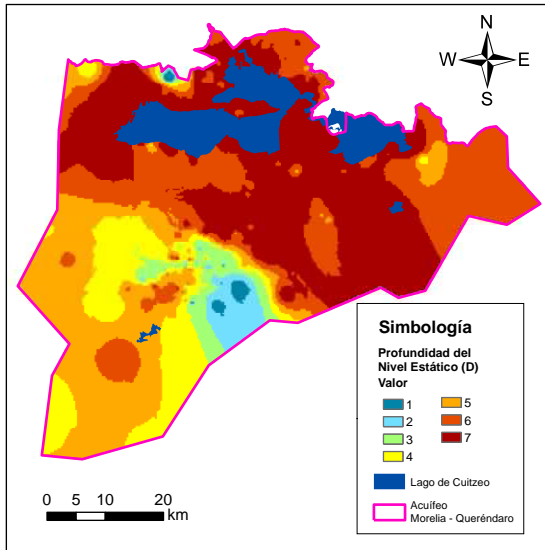 N
W E
S
Simbología
Profundidad del
Nivel Estático (D)
Valor
1 5
2 6
3 7
4
Lago de Cuitzeo
Acuífeo
Morelia - Queréndaro
0 5 10 20
km